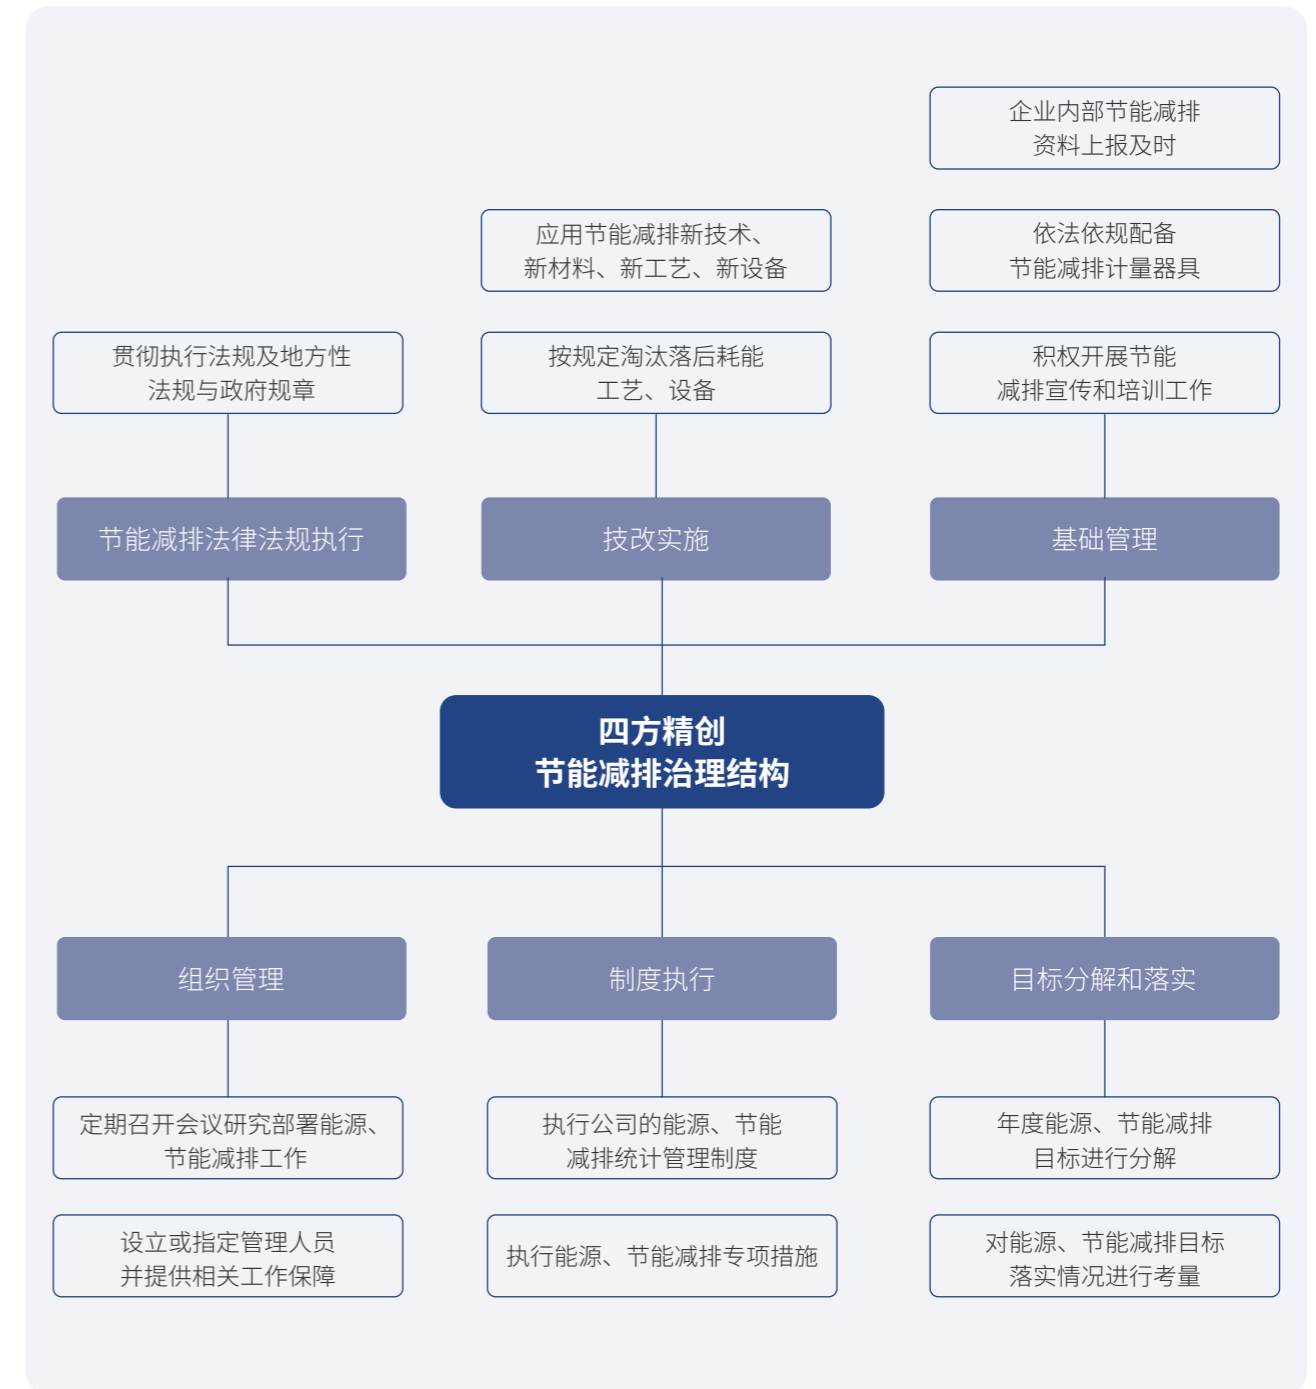 企业内部节能减排
资料上报及时
应用节能减排新技术、
新材料、新工艺、新设备
依法依规配备
节能减排计量器具
贯彻执行法规及地方性
法规与政府规章
按规定淘汰落后耗能
工艺、设备
积权开展节能
减排宣传和培训工作
节能减排法律法规执行
技改实施
基础管理
四方精创
节能减排治理结构
组织管理
制度执行
目标分解和落实
定期召开会议研究部署能源、
节能减排工作
执行公司的能源、节能
减排统计管理制度
年度能源、节能减排
目标进行分解
设立或指定管理人员
并提供相关工作保障
执行能源、节能减排专项措施
对能源、节能减排目标
落实情况进行考量